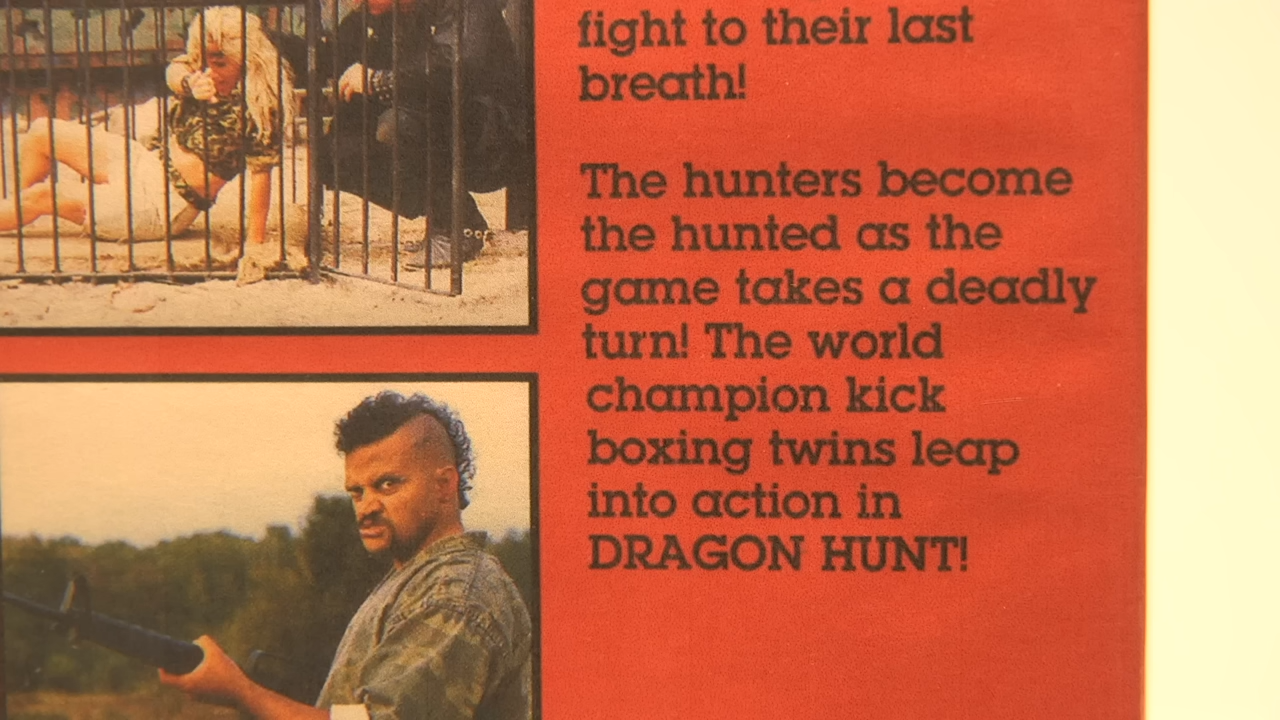 fight to their last
breath!
The hunters become
the hunted as the
game takes a deadly
turn! The world
champion kick
boxing twins leap
into action in
DRAGON HUNT!